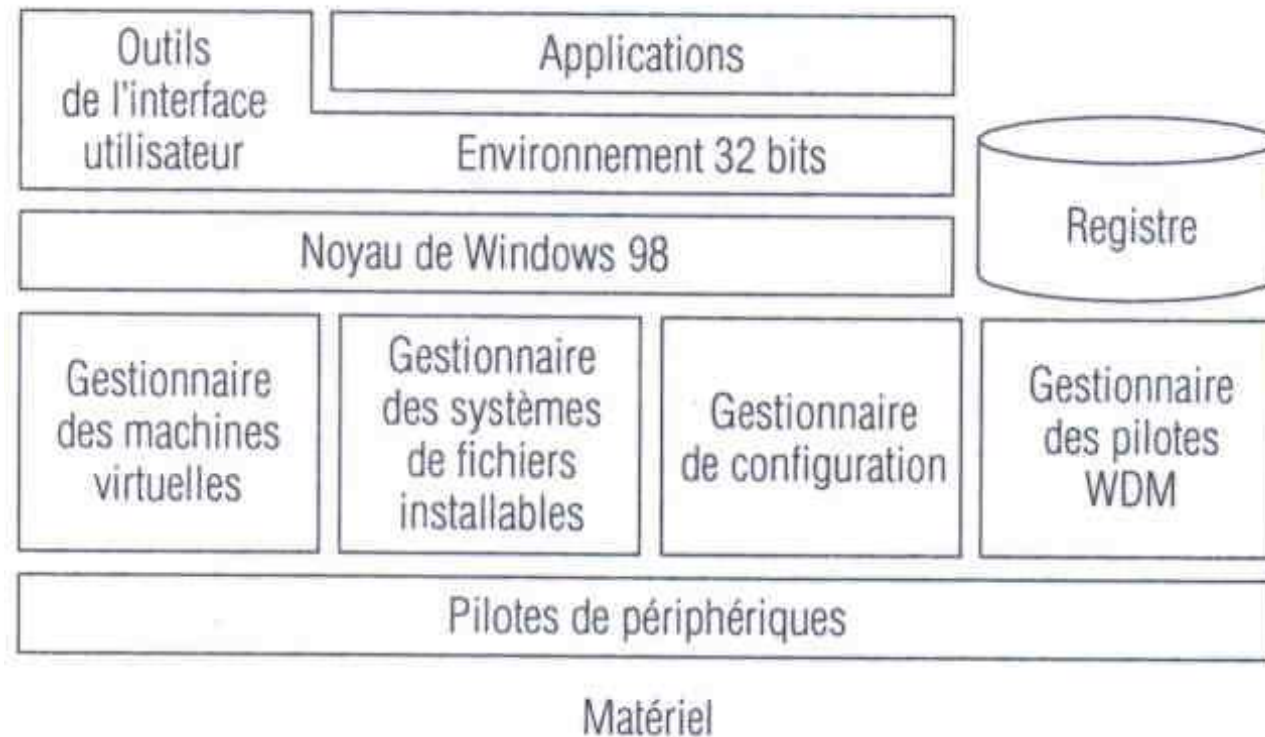 Outils
de l'interface
utilisateur
Applications
Environnement 32 bits
Registre
Noyau de Windows 98
Gestionnaire
des machines
virtuelles
Gestionnaire
des systèmes
de fichiers
installables
Gestionnaire
de configuration
Gestionnaire
des pilotes
WDM
Pilotes de périphériques
Matériel